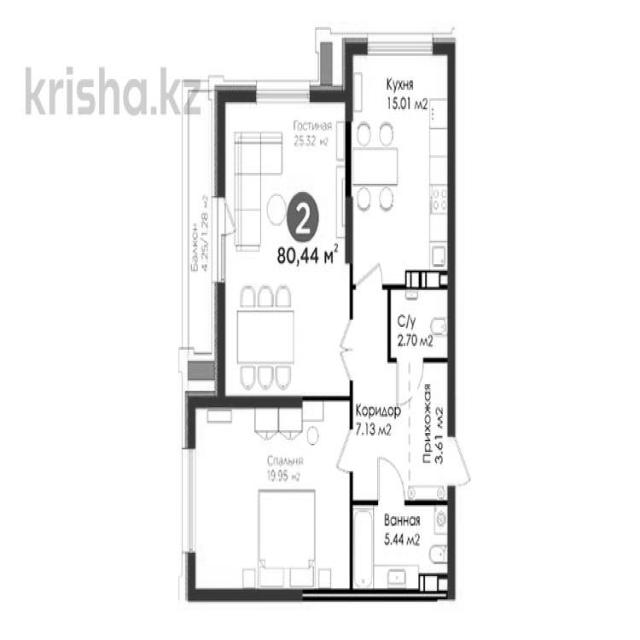 krisha.kz
Кухня
15.01 м2
Гостиная
25.32 м2
Балкон
4.25/1.28 м2
2
80,44 м²
С/у
2.70 м2
Коридор
7.13 м2
Прихожая
3.61 м2
Спальня
19.95 м2
Ванная
5.44 м2